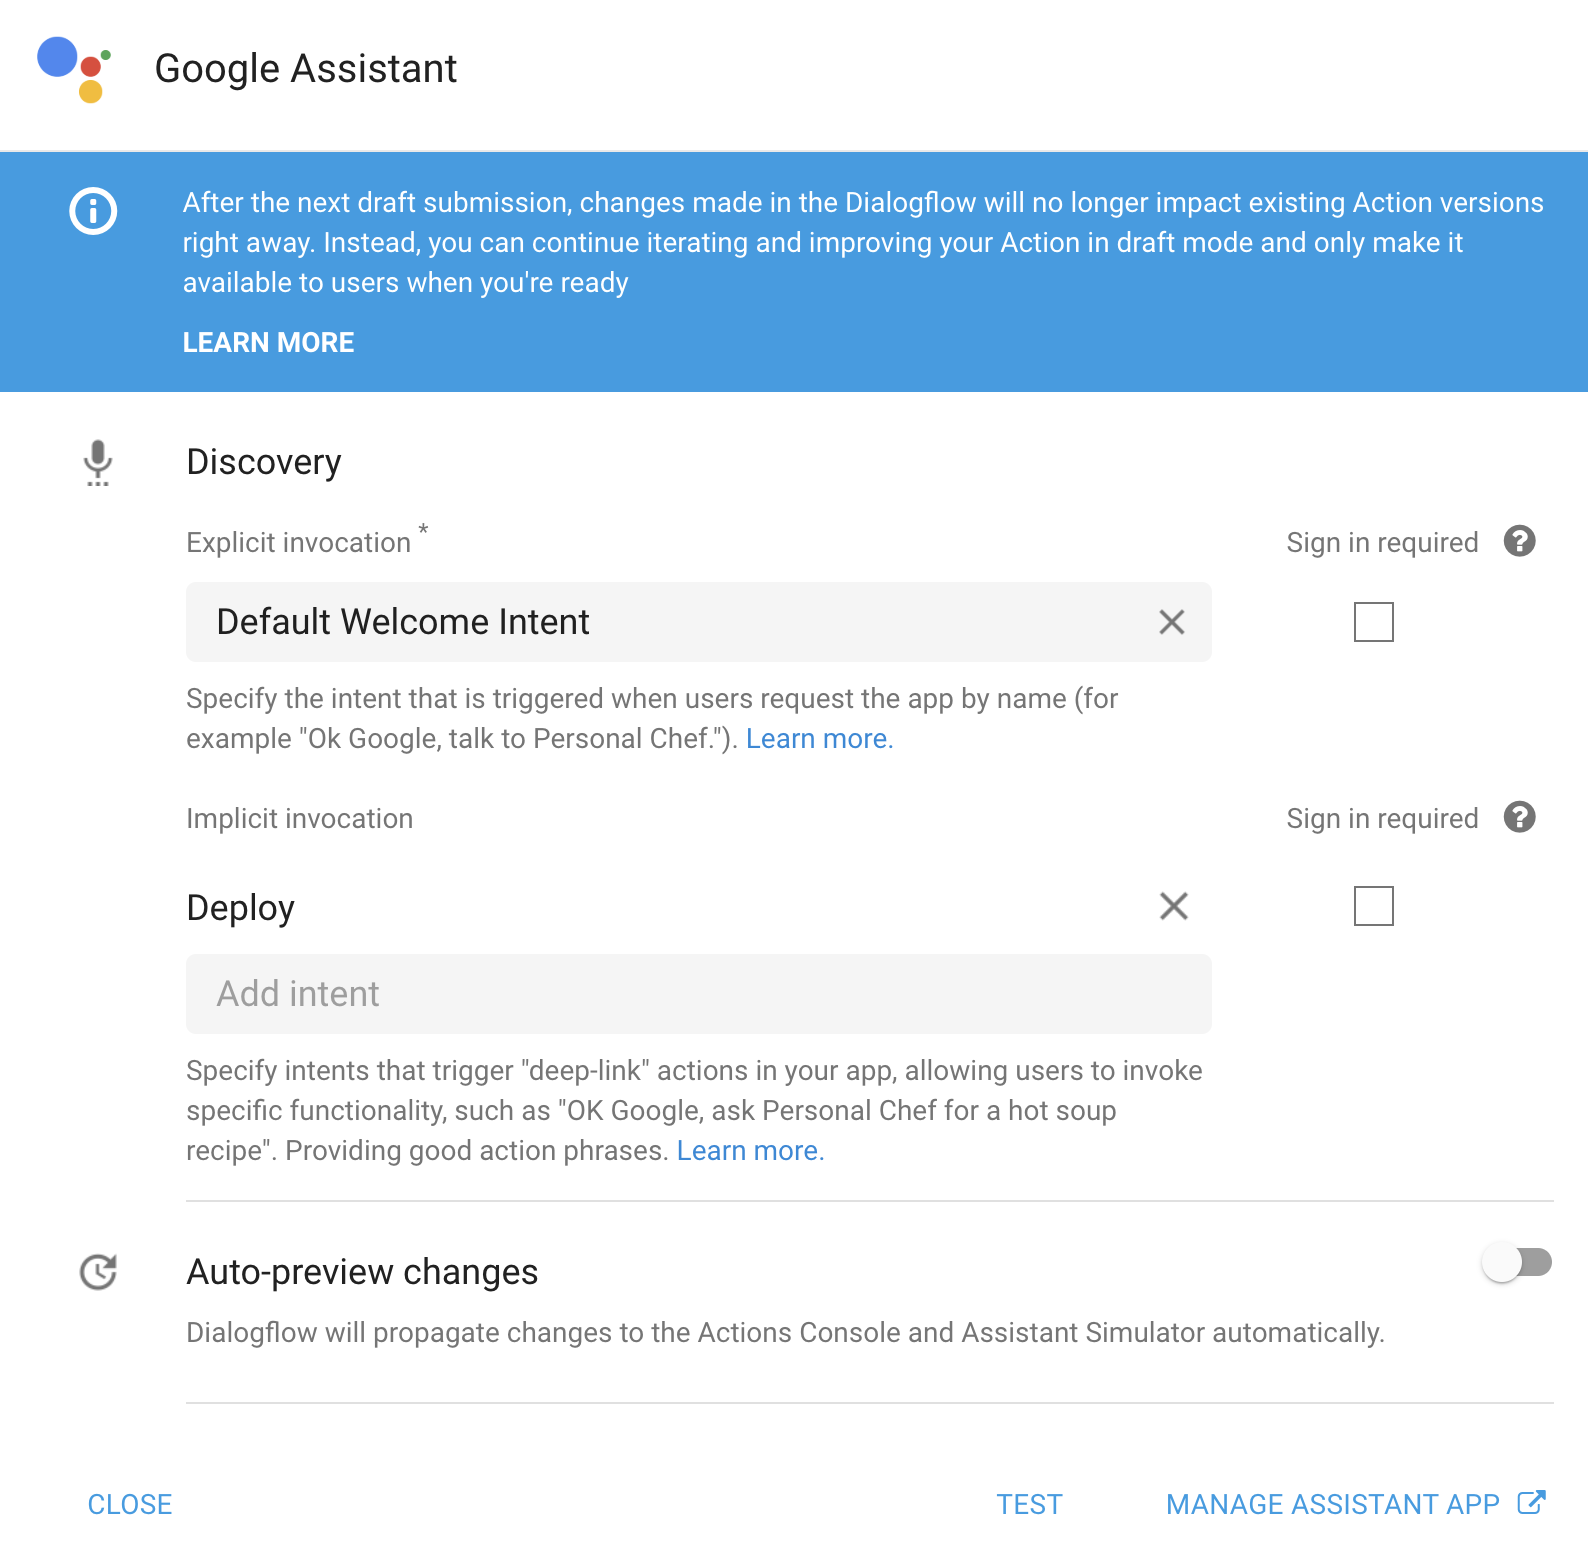 Google Assistant
After the next draft submission, changes made in the Dialogflow will no longer impact existing Action versions
right away. Instead, you can continue iterating and improving your Action in draft mode and only make it
available to users when you're ready
LEARN MORE
Discovery
Explicit invocation *
Sign in required
Default Welcome Intent
Specify the intent that is triggered when users request the app by name (for
example "Ok Google, talk to Personal Chef."). Learn more.
Implicit invocation
Sign in required
Deploy
Add intent
Specify intents that trigger "deep-link" actions in your app, allowing users to invoke
specific functionality, such as "OK Google, ask Personal Chef for a hot soup
recipe". Providing good action phrases. Learn more.
Auto-preview changes
Dialogflow will propagate changes to the Actions Console and Assistant Simulator automatically.
CLOSE
TEST
MANAGE ASSISTANT APP